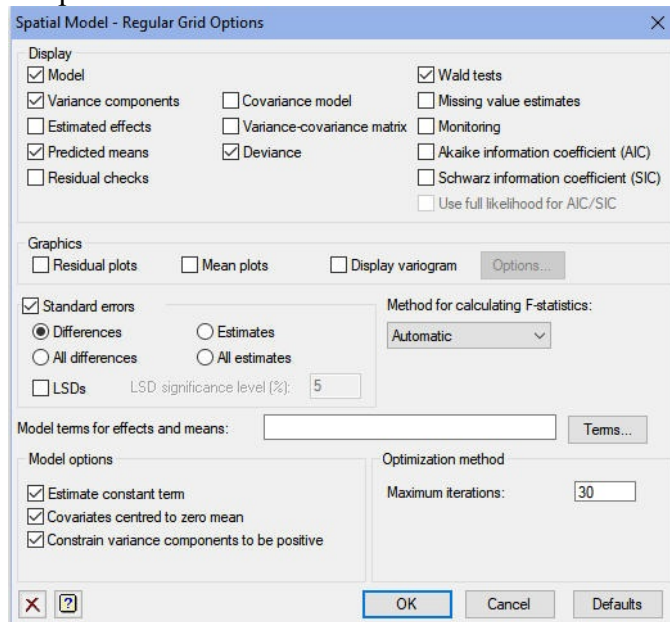 Spatial Model - Regular Grid Options
Display
Model
Wald tests
Variance components
Covariance model
Missing value estimates
Estimated effects
Variance-covariance matrix
Monitoring
Predicted means
Deviance
Akaike information coefficient (AIC)
Residual checks
Schwarz information coefficient (SIC)
Use full likelihood for AIC/SIC
Graphics
Residual plots
Mean plots
Display variogram
Options...
Standard errors
Method for calculating F-statistics:
Differences
Estimates
Automatic
All differences
All estimates
LSDs
LSD significance level (%):
5
Model terms for effects and means:
Terms...
Model options
Optimization method
Estimate constant term
Maximum iterations:
30
Covariates centred to zero mean
Constrain variance components to be positive
OK
Cancel
Defaults